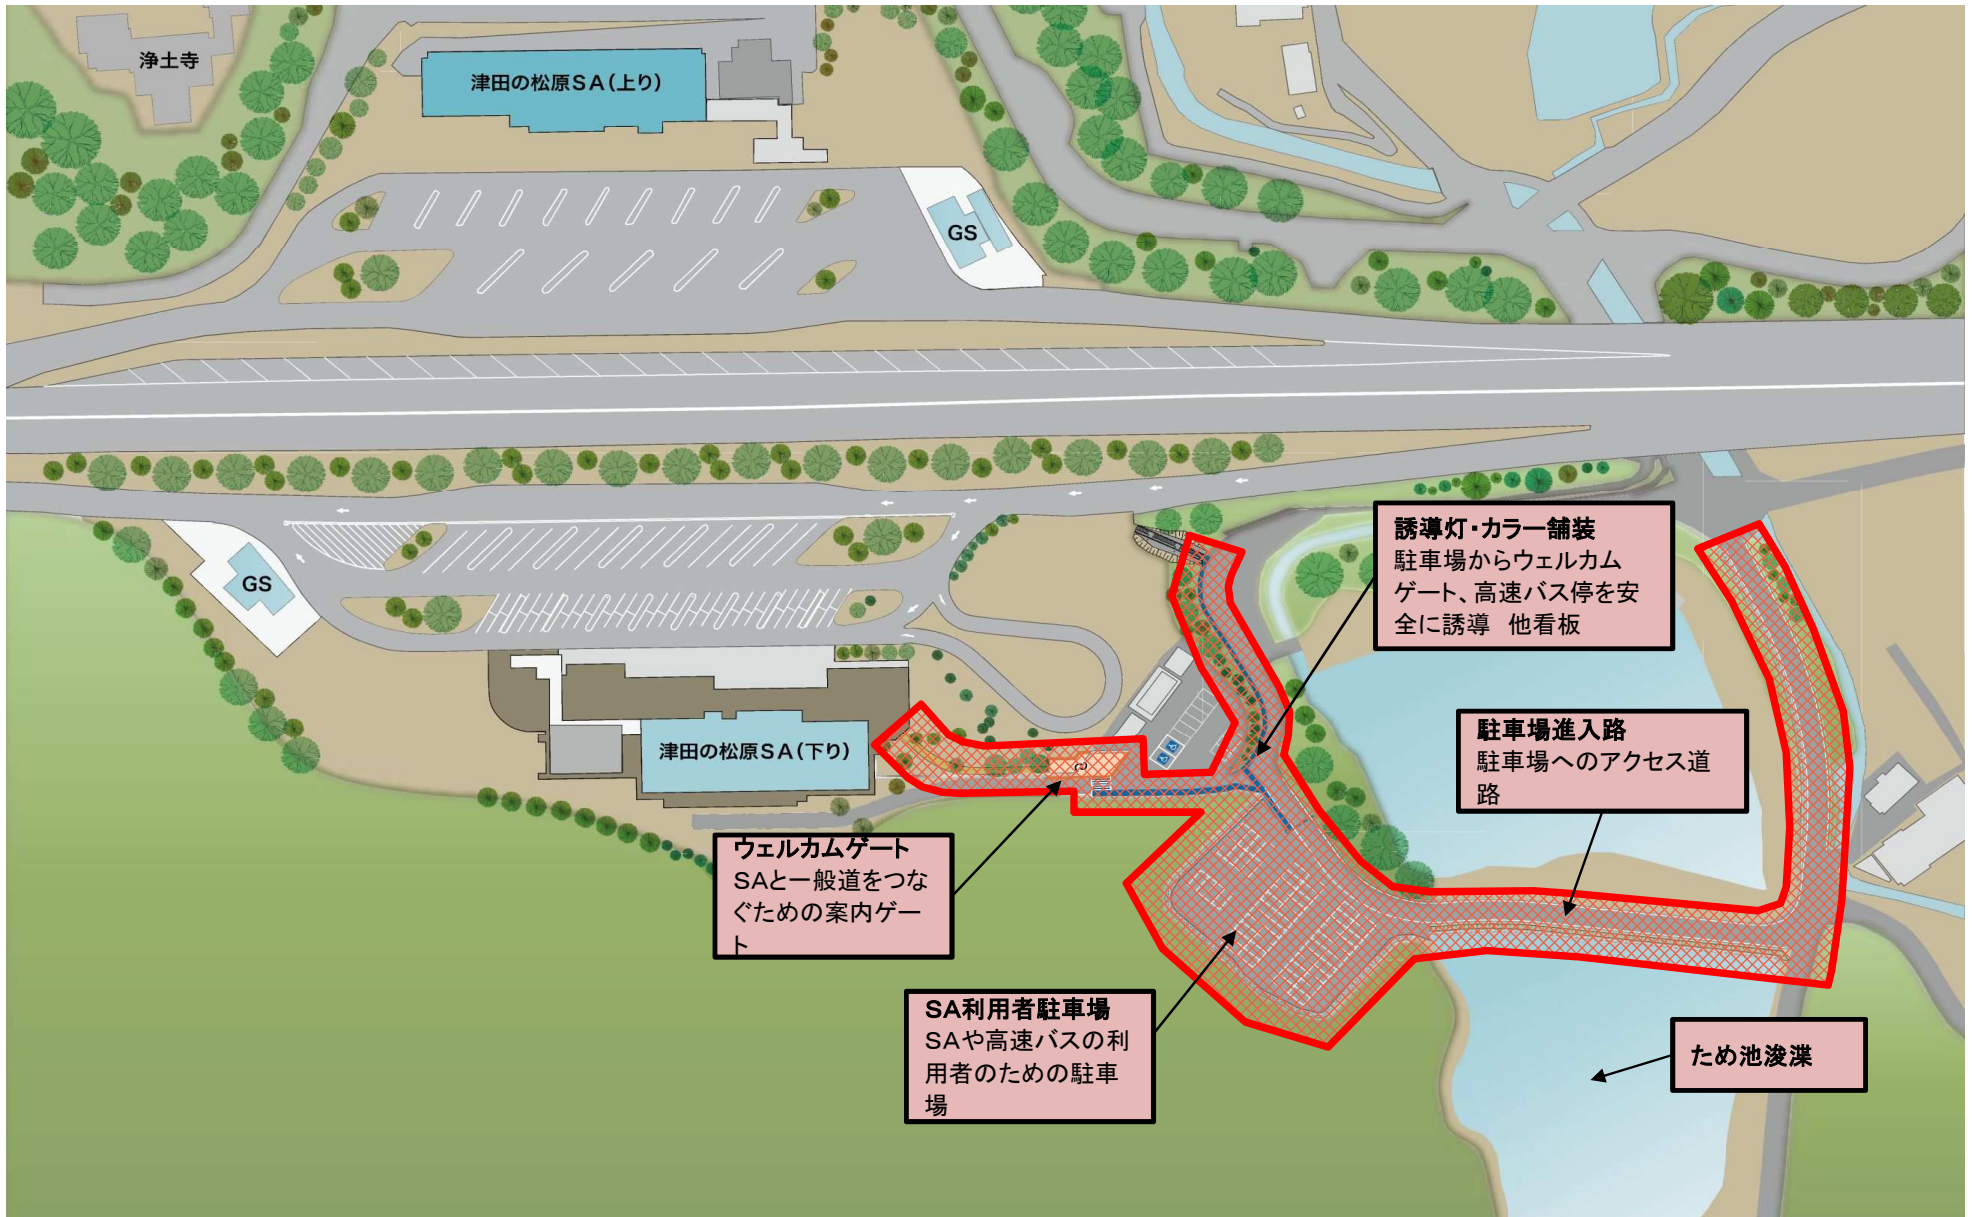 浄土寺
津田の松原SA(上り)
GS
誘導灯・カラー舗装
駐車場からウェルカム
ゲート、高速バス停を安
全に誘導　他看板
GS
駐車場進入路
駐車場へのアクセス道
路
津田の松原SA(下り)
ウェルカムゲート
SAと一般道をつな
ぐための案内ゲー
ト
SA利用者駐車場
SAや高速バスの利
用者のための駐車
場
ため池浚渫